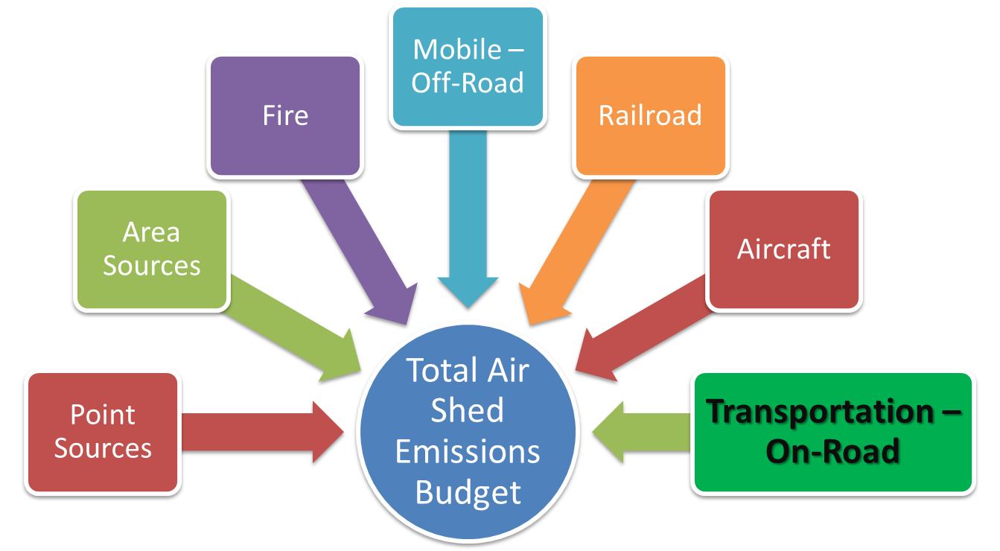 Mobile –
Off-Road
Fire
Railroad
Area
Sources
Aircraft
Point
Sources
Total Air
Shed
Emissions
Budget
Transportation –
On-Road